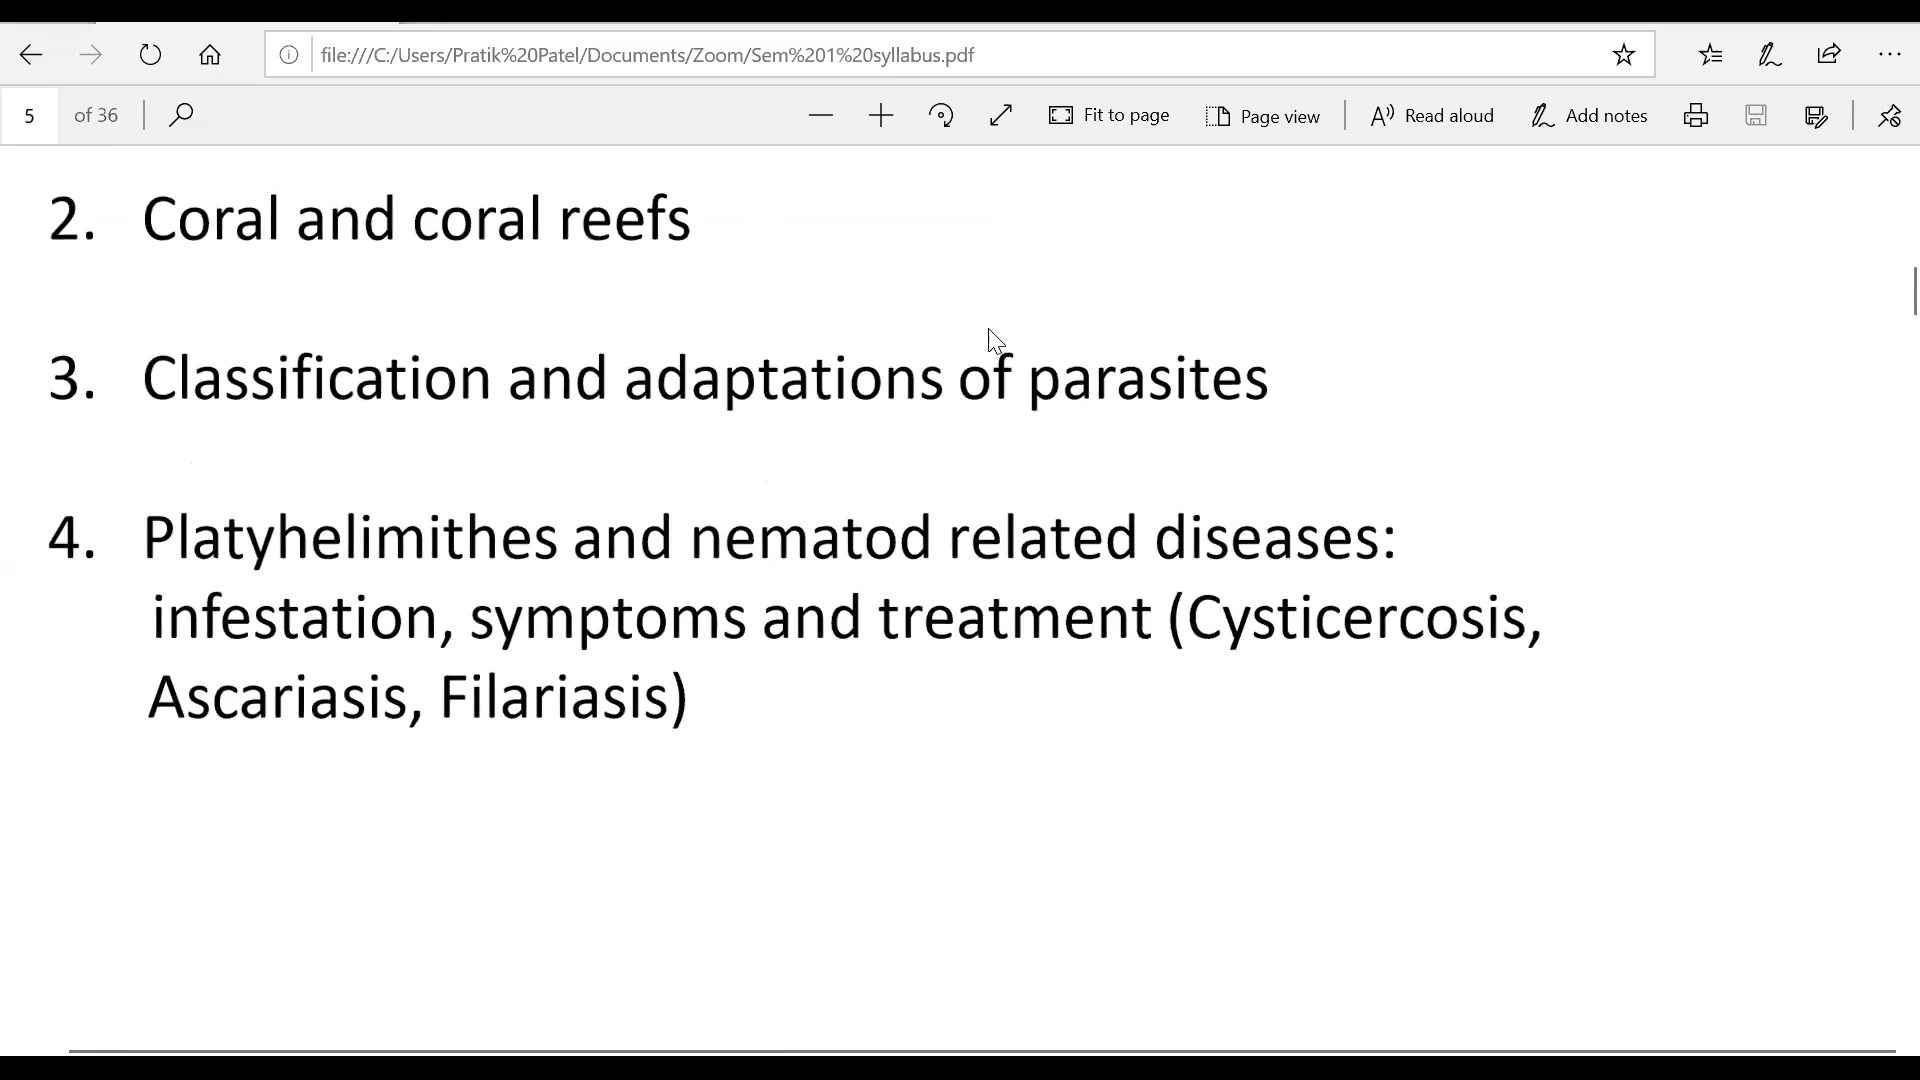 file:///C:/Users/Pratik%20Patel/Documents/Zoom/Sem%201%20syllabus.pdf
5 of 36 Fit to page Page view Read aloud Add notes
2. Coral and coral reefs
3. Classification and adaptations of parasites
4. Platyhelimithes and nematod related diseases:
infestation, symptoms and treatment (Cysticercosis,
Ascariasis, Filariasis)